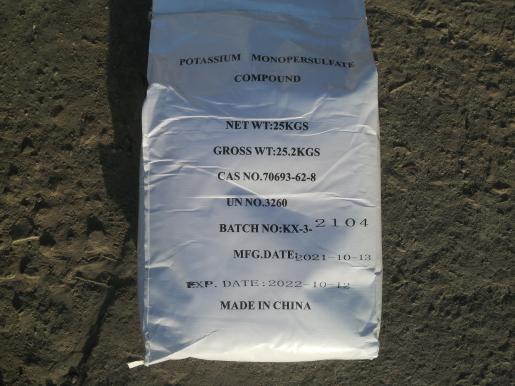 POTASSIUM MONOPERSULFATE
COMPOUND
NET WT:25KGS
GROSS WT:25.2KGS
CAS NO.70693-62-8
UN NO.3260
BATCH NO:KX-3-2104
MFG.DATE:2021-10-13
EXP. DATE:2022-10-12
MADE IN CHINA